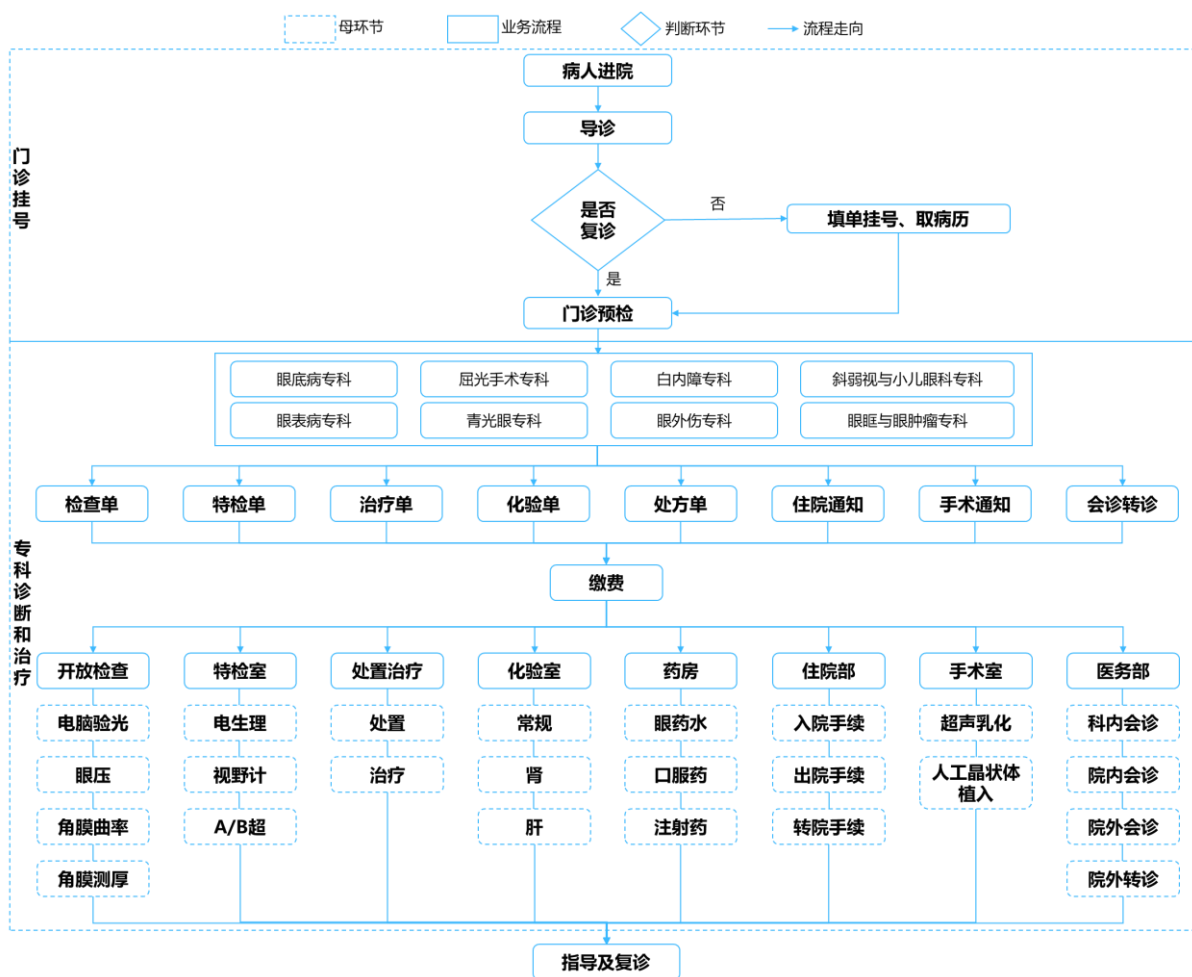 母环节
业务流程
判断环节
流程走向
门诊挂号
病人进院
导诊
是否
复诊
否
填单挂号、取病历
是
门诊预检
专科诊断和治疗
眼底病专科
屈光手术专科
白内障专科
斜弱视与小儿眼科专科
眼表病专科
青光眼专科
眼外伤专科
眼眶与眼肿瘤专科
检查单
特检单
治疗单
化验单
处方单
住院通知
手术通知
会诊转诊
缴费
开放检查
特检室
处置治疗
化验室
药房
住院部
手术室
医务部
电脑验光
电生理
处置
常规
眼药水
入院手续
超声乳化
科内会诊
眼压
视野计
治疗
肾
口服药
出院手续
人工晶状体
植入
院内会诊
角膜曲率
A/B超
肝
注射药
转院手续
院外会诊
角膜测厚
院外转诊
指导及复诊